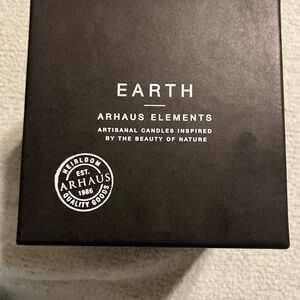 EARTH
ARHAUS ELEMENTS
ARTISANAL CANDLES INSPIRED
BY THE BEAUTY OF NATURE
HEIRLOOM
EST.
ARHAUS
1986
QUALITY GOODS